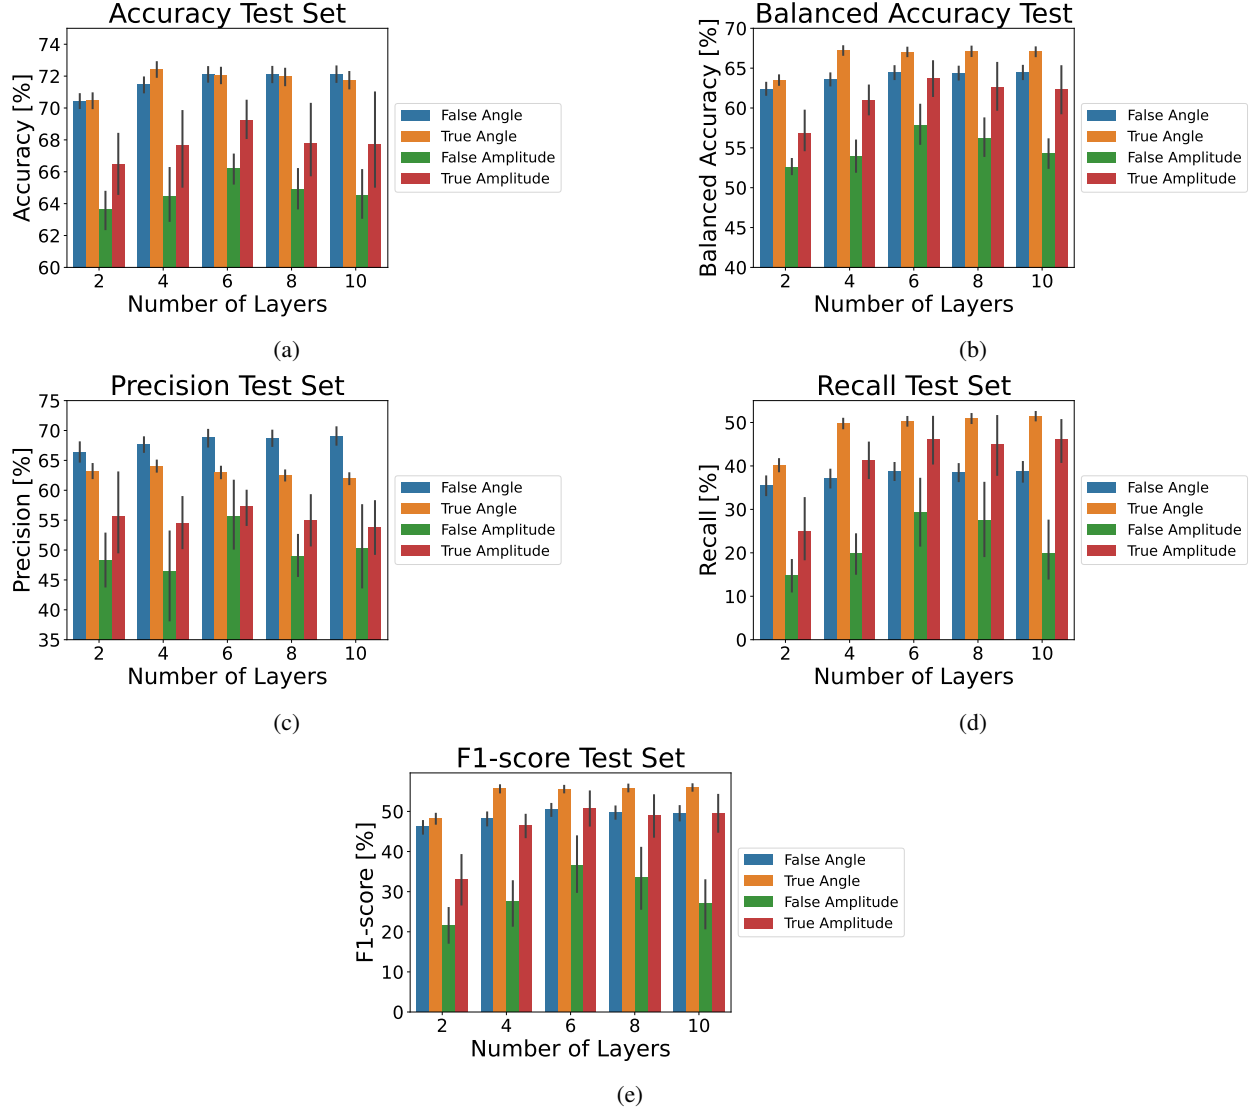 Accuracy Test Set
Accuracy [%]
74
72
70
68
66
64
62
60
2 4 6 8 10
Number of Layers
False Angle
True Angle
False Amplitude
True Amplitude
(a)
Balanced Accuracy Test
Balanced Accuracy [%]
70
65
60
55
50
45
40
2 4 6 8 10
Number of Layers
False Angle
True Angle
False Amplitude
True Amplitude
(b)
Precision Test Set
Precision [%]
75
70
65
60
55
50
45
40
35
2 4 6 8 10
Number of Layers
False Angle
True Angle
False Amplitude
True Amplitude
(c)
Recall Test Set
Recall [%]
50
40
30
20
10
0
2 4 6 8 10
Number of Layers
False Angle
True Angle
False Amplitude
True Amplitude
(d)
F1-score Test Set
F1-score [%]
50
40
30
20
10
0
2 4 6 8 10
Number of Layers
False Angle
True Angle
False Amplitude
True Amplitude
(e)